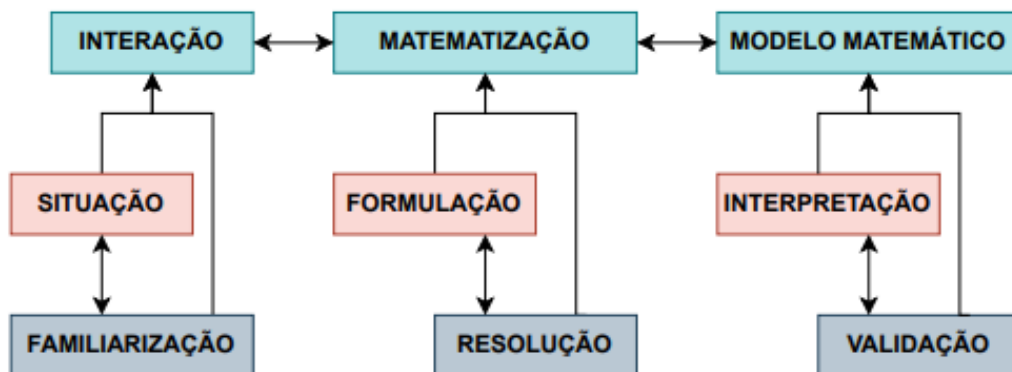 INTERAÇÃO
MATEMATIZAÇÃO
MODELO MATEMÁTICO
SITUAÇÃO
FORMULAÇÃO
INTERPRETAÇÃO
FAMILIARIZAÇÃO
RESOLUÇÃO
VALIDAÇÃO